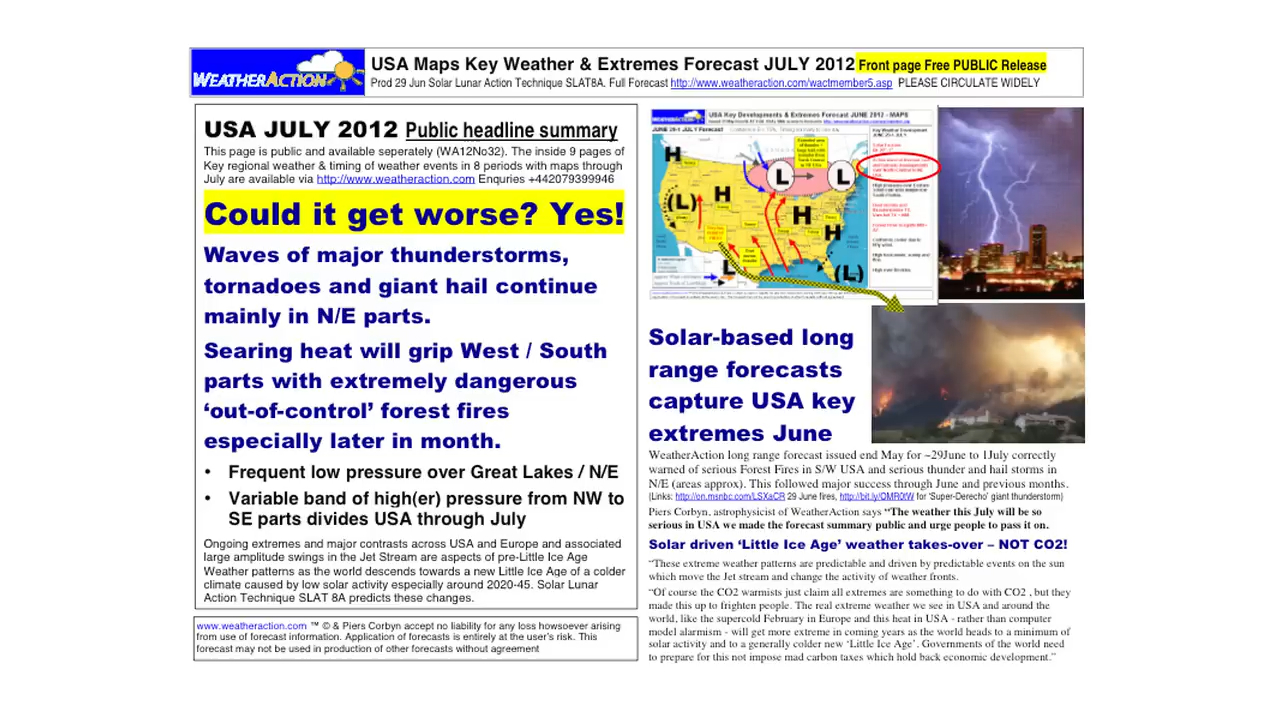 WEATHERACTION
USA Maps Key Weather & Extremes Forecast JULY 2012 Front page Free PUBLIC Release
Prod 29 Jun Solar Lunar Action Technique SLAT8A. Full Forecast http://www.weatheraction.com/wactmember5.asp PLEASE CIRCULATE WIDELY
USA JULY 2012 Public headline summary
This page is public and available seperately (WA12No32). The inside 9 pages of
Key regional weather & timing of weather events in 8 periods with maps through
July are available via http://www.weatheraction.com Enquries +442079399946
Could it get worse? Yes!
Waves of major thunderstorms,
tornadoes and giant hail continue
mainly in N/E parts.
Searing heat will grip West / South
parts with extremely dangerous
‘out-of-control’ forest fires
especially later in month.
• Frequent low pressure over Great Lakes / N/E
• Variable band of high(er) pressure from NW to
SE parts divides USA through July
Ongoing extremes and major contrasts across USA and Europe and associated
large amplitude swings in the Jet Stream are aspects of pre-Little Ice Age
Weather patterns as the world descends towards a new Little Ice Age of a colder
climate caused by low solar activity especially around 2020-45. Solar Lunar
Action Technique SLAT 8A predicts these changes.
www.weatheraction.com ™ © & Piers Corbyn accept no liability for any loss howsoever arising
from use of forecast information. Application of forecasts is entirely at the user's risk. This
forecast may not be used in production of other forecasts without agreement
USA Key Developments & Extremes Forecast JUNE 2012 - MAPS
JUNE 29-1 JULY Forecast
Key Weather Development
H
L
L
(L)
H
H
H
L
(L)
Solar-based long
range forecasts
capture USA key
extremes June
WeatherAction long range forecast issued end May for ~29June to 1July correctly
warned of serious Forest Fires in S/W USA and serious thunder and hail storms in
N/E (areas approx). This followed major success through June and previous months.
(Links: http://on.msnbc.com/LSXaCR 29 June fires, http://bit.ly/QMR0tW for ‘Super-Derecho’ giant thunderstorm)
Piers Corbyn, astrophysicist of WeatherAction says “The weather this July will be so
serious in USA we made the forecast summary public and urge people to pass it on.
Solar driven ‘Little Ice Age’ weather takes-over – NOT CO2!
“These extreme weather patterns are predictable and driven by predictable events on the sun
which move the Jet stream and change the activity of weather fronts.
“Of course the CO2 warmists just claim all extremes are something to do with CO2 , but they
made this up to frighten people. The real extreme weather we see in USA and around the
world, like the supercold February in Europe and this heat in USA - rather than computer
model alarmism - will get more extreme in coming years as the world heads to a minimum of
solar activity and to a generally colder new ‘Little Ice Age’. Governments of the world need
to prepare for this not impose mad carbon taxes which hold back economic development.”